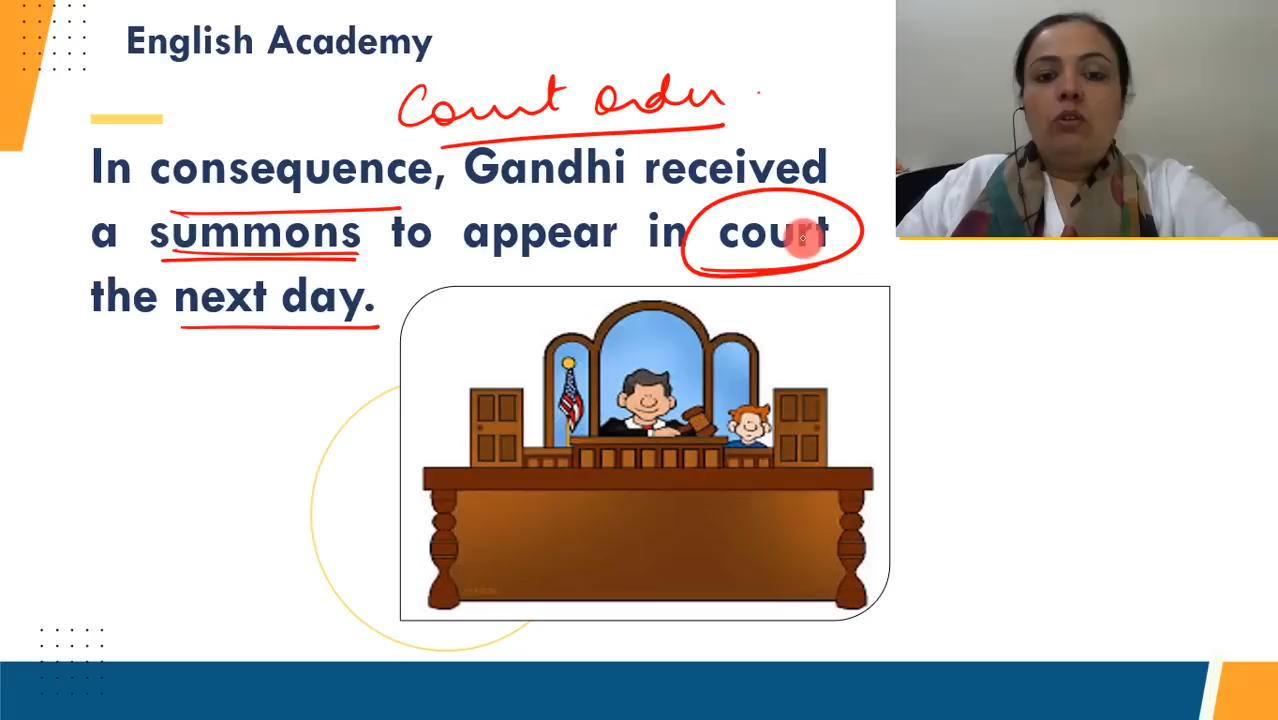 English Academy
Court order
In consequence, Gandhi received
a summons to appear in court
the next day.